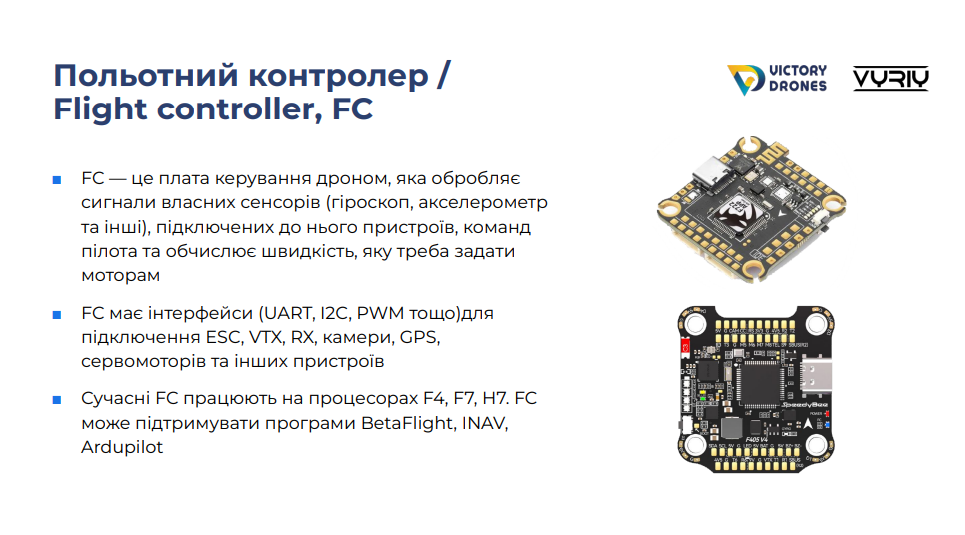 Польотний контролер /
Flight controller, FC
VICTORY
DRONES
VYRIY
FC — це плата керування дроном, яка обробляє
сигнали власних сенсорів (гіроскоп, акселерометр
та інші), підключених до нього пристроїв, команд
пілота та обчислює швидкість, яку треба задати
моторам
FC має інтерфейси (UART, I2C, PWM тощо)для
підключення ESC, VTX, RX, камери, GPS,
сервомоторів та інших пристроїв
Сучасні FC працюють на процесорах F4, F7, H7. FC
може підтримувати програми BetaFlight, INAV,
Ardupilot
SpeedyBee
F405 V4